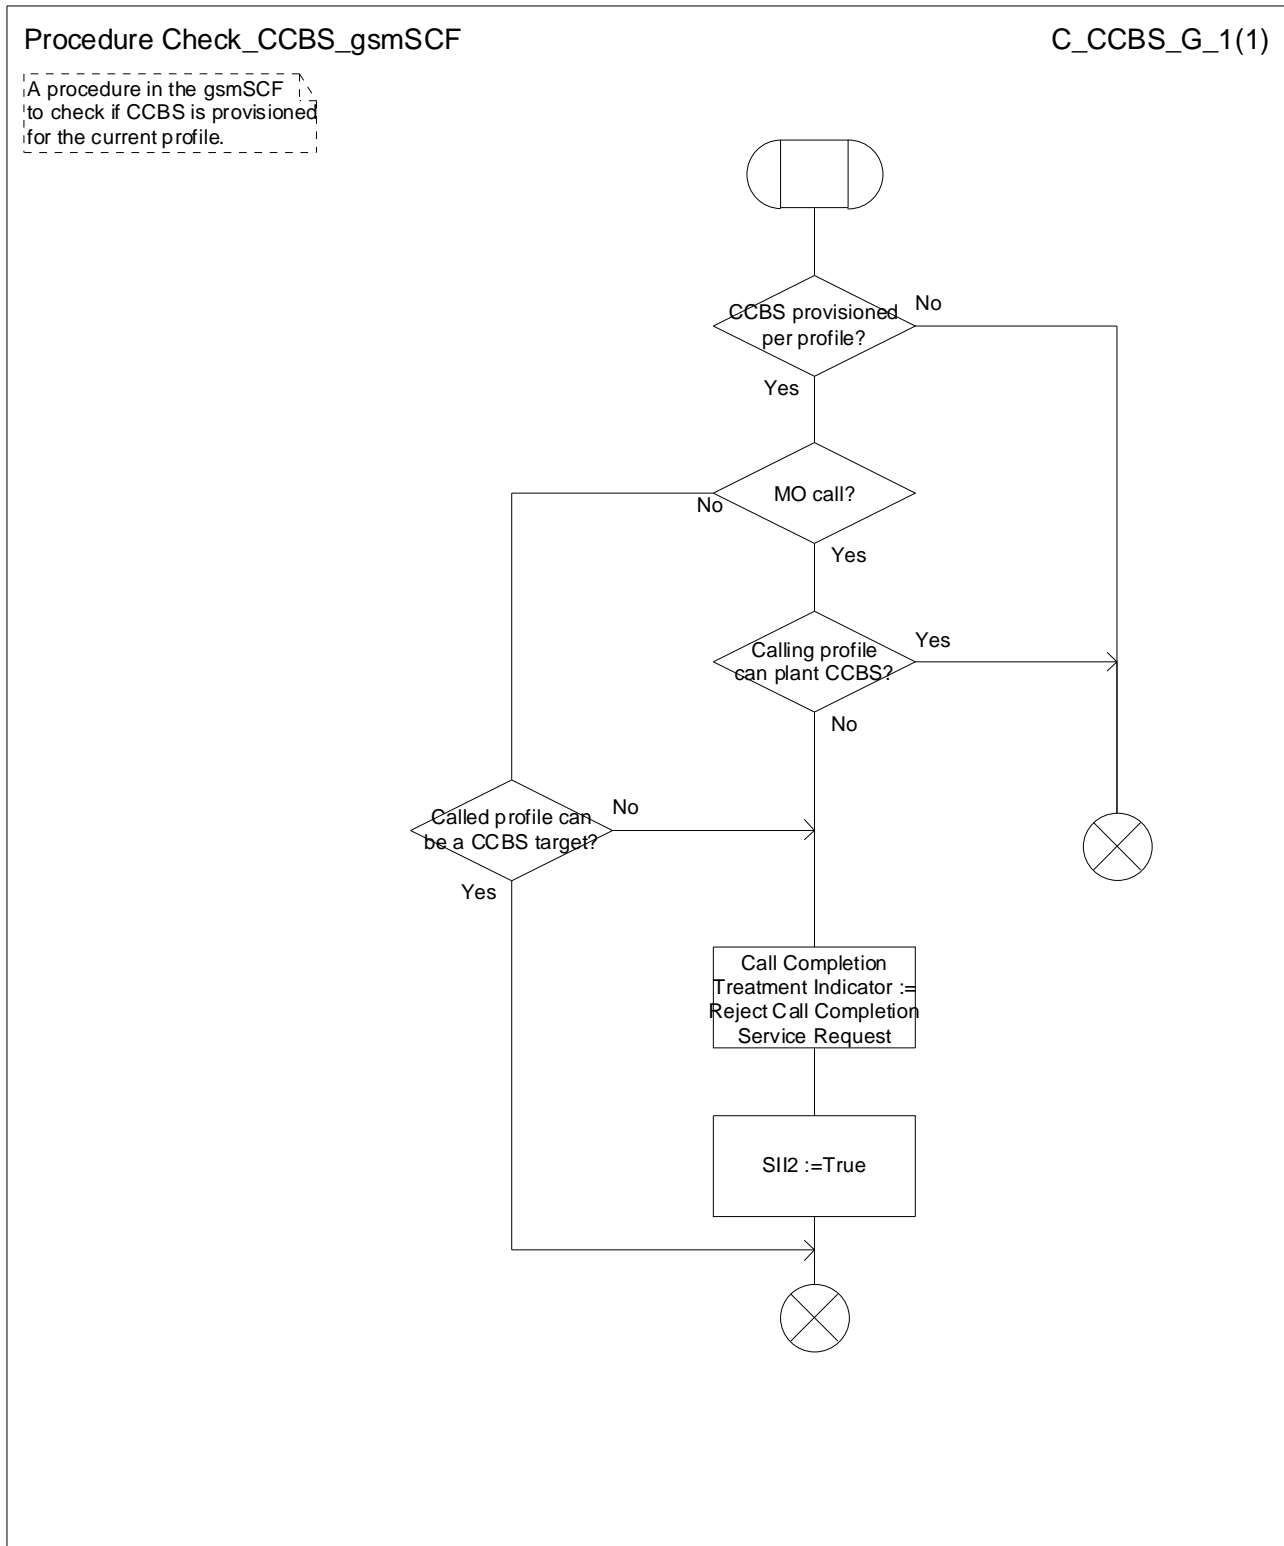 Procedure Check_CCBS_gsmSCF
C_CCBS_G_1(1)
A procedure in the gsmSCF
to check if CCBS is provisioned
for the current profile.
CCBS provisioned
per profile?
No
Yes
MO call?
No
Yes
Calling profile
can plant CCBS?
Yes
No
Called profile can
be a CCBS target?
No
Yes
Call Completion
Treatment Indicator :=
Reject Call Completion
Service Request
SII2 :=True